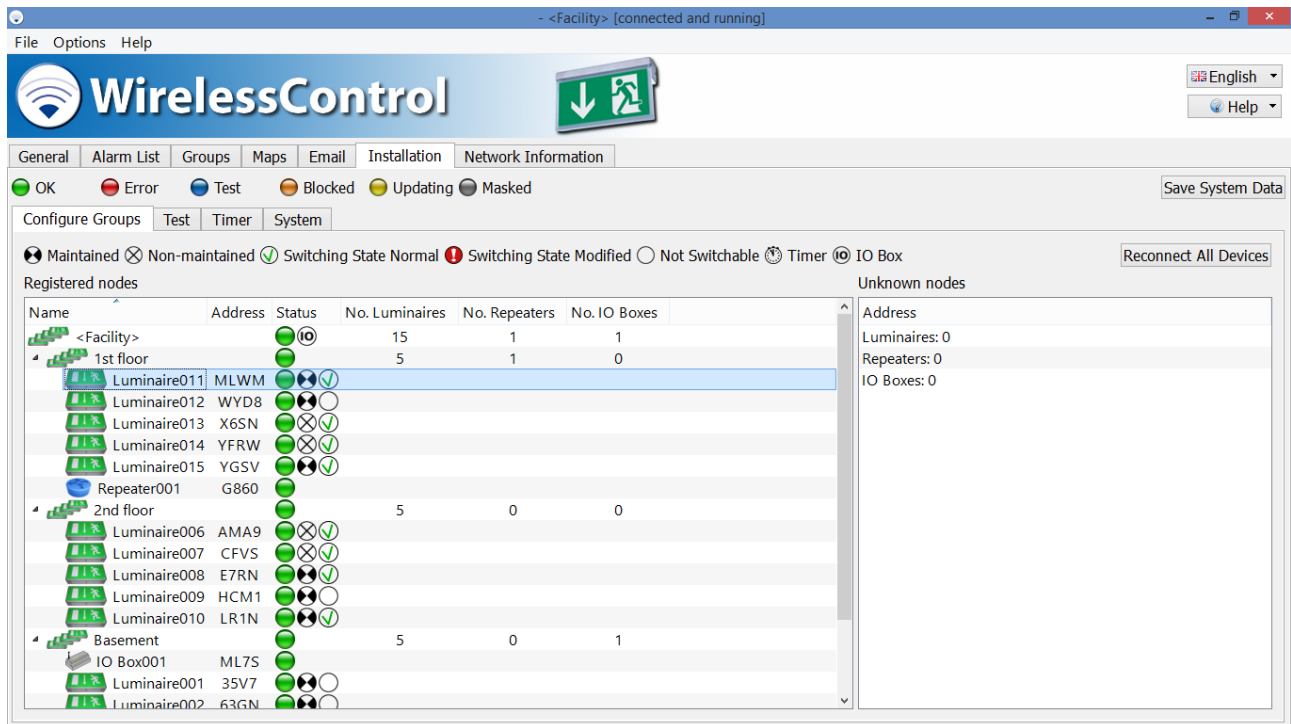 - <Facility> [connected and running]
File Options Help
WirelessControl
English
Help
General Alarm List Groups Maps Email Installation Network Information
OK Error Test Blocked Updating Masked Save System Data
Configure Groups Test Timer System
Maintained Non-maintained Switching State Normal Switching State Modified Not Switchable Timer IO IO Box Reconnect All Devices
Registered nodes Unknown nodes
Name Address Status No. Luminaires No. Repeaters No. IO Boxes Address
<Facility> IO 15 1 1 Luminaires: 0
1st floor 5 1 0 Repeaters: 0
Luminaire011 MLWM IO Boxes: 0
Luminaire012 WYD8
Luminaire013 X6SN
Luminaire014 YFRW
Luminaire015 YGSV
Repeater001 G860
2nd floor 5 0 0
Luminaire006 AMA9
Luminaire007 CFVS
Luminaire008 E7RN
Luminaire009 HCM1
Luminaire010 LR1N
Basement 5 0 1
IO Box001 ML7S
Luminaire001 35V7
Luminaire002 63GN